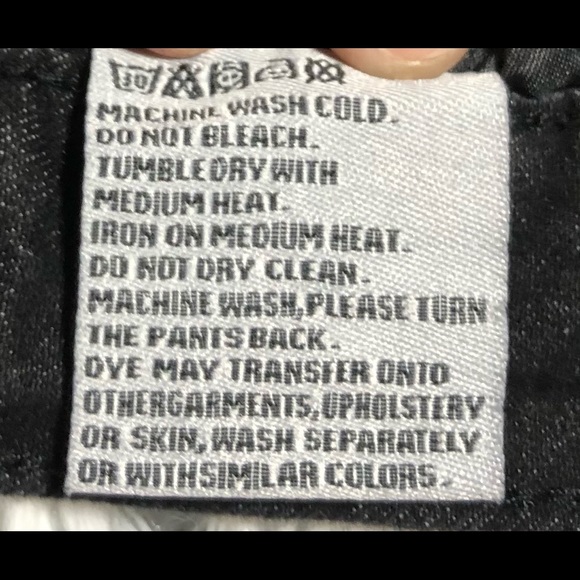 30
MACHINE WASH COLD.
DO NOT BLEACH.
TUMBLE DRY WITH
MEDIUM HEAT.
IRON ON MEDIUM HEAT.
DO NOT DRY CLEAN.
MACHINE WASH,PLEASE TURN
THE PANTS BACK.
DYE MAY TRANSFER ONTO
OTHERGARMENTS,UPHOLSTERY
OR SKIN,WASH SEPARATELY
OR WITHSIMILAR COLORS.